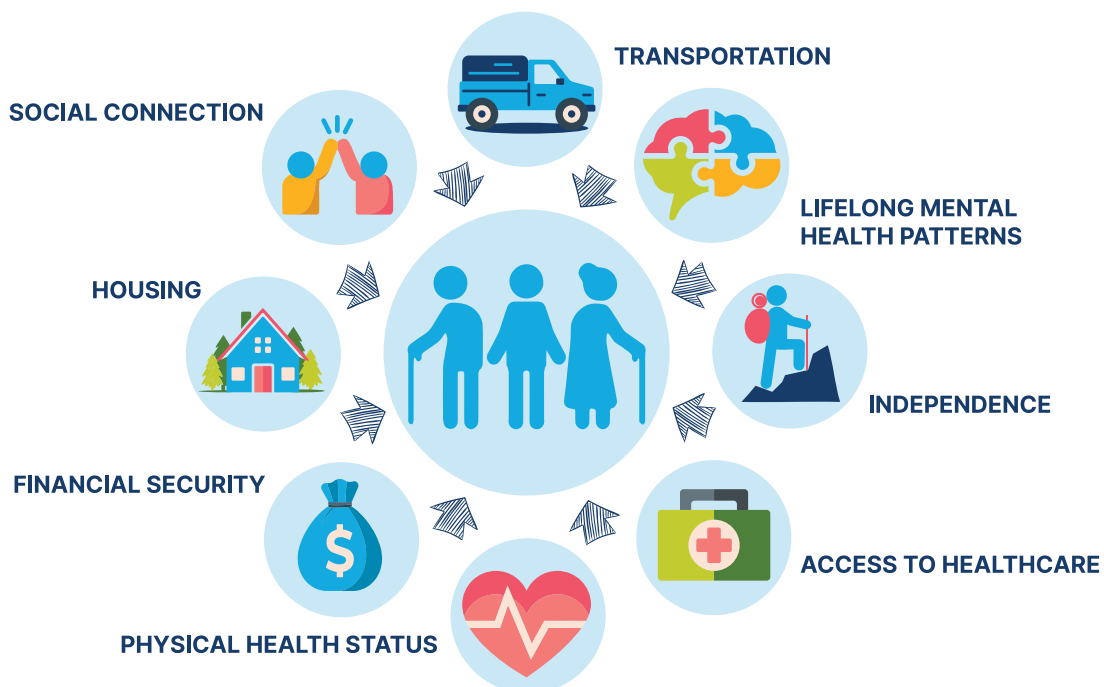 TRANSPORTATION
SOCIAL CONNECTION
LIFELONG MENTAL
HEALTH PATTERNS
HOUSING
INDEPENDENCE
FINANCIAL SECURITY
$
ACCESS TO HEALTHCARE
PHYSICAL HEALTH STATUS